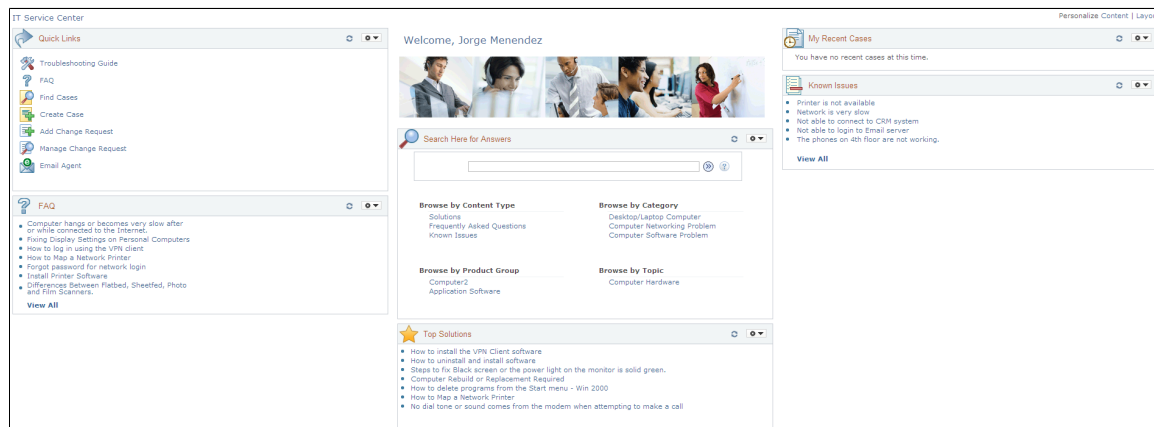 IT Service Center
Personalize Content | Layou
Quick Links
Troubleshooting Guide
FAQ
Find Cases
Create Case
Add Change Request
Manage Change Request
Email Agent
FAQ
Computer hangs or becomes very slow after
or while connected to the Internet.
Fixing Display Settings on Personal Computers
How to log in using the VPN client
How to Map a Network Printer
Forgot password for network login
Install Printer Software
Differences Between Flatbed, Sheetfed, Photo
and Film Scanners.
View All
Welcome, Jorge Menendez
Search Here for Answers
Browse by Content Type
Solutions
Frequently Asked Questions
Known Issues
Browse by Category
Desktop/Laptop Computer
Computer Networking Problem
Computer Software Problem
Browse by Product Group
Computer2
Application Software
Browse by Topic
Computer Hardware
Top Solutions
How to install the VPN Client software
How to uninstall and install software
Steps to fix Black screen or the power light on the monitor is solid green.
Computer Rebuild or Replacement Required
How to delete programs from the Start menu - Win 2000
How to Map a Network Printer
No dial tone or sound comes from the modem when attempting to make a call
My Recent Cases
You have no recent cases at this time.
Known Issues
Printer is not available
Network is very slow
Not able to connect to CRM system
Not able to login to Email server
The phones on 4th floor are not working.
View All